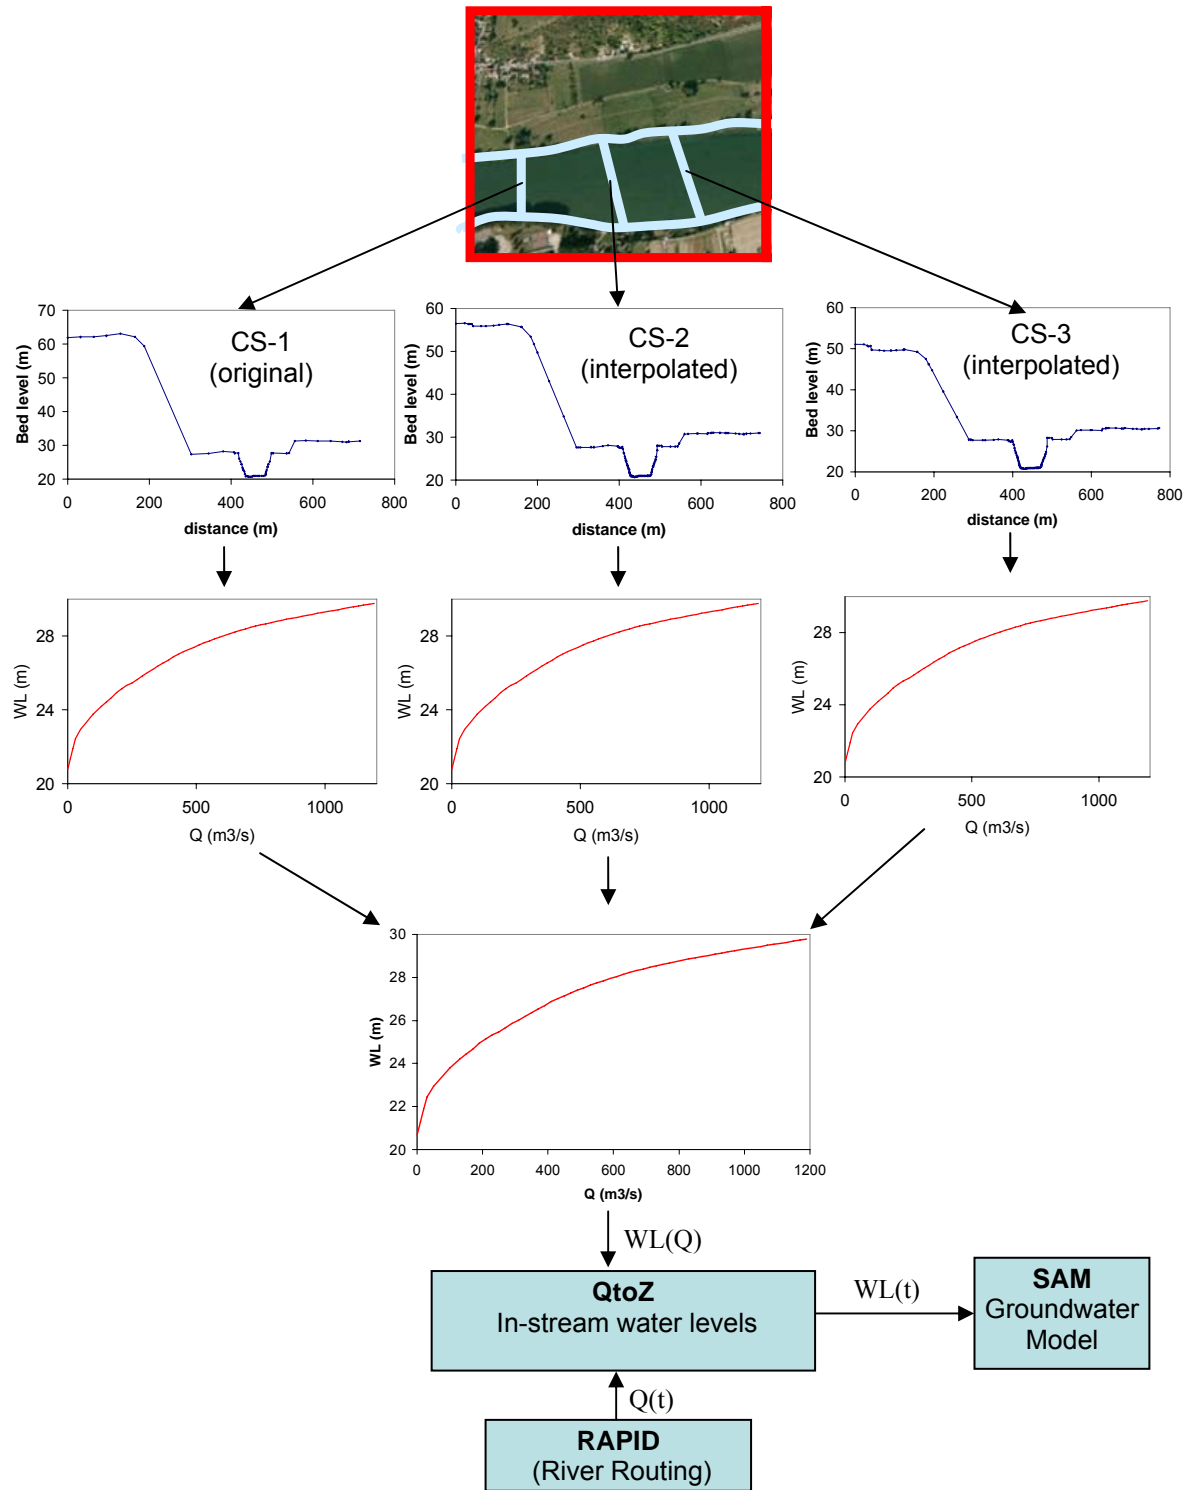 70
60
50
40
30
20
Bed level (m)
CS-1
(original)
0
200
400
600
800
distance (m)
60
50
40
30
20
Bed level (m)
CS-2
(interpolated)
0
200
400
600
800
distance (m)
60
50
40
30
20
Bed level (m)
CS-3
(interpolated)
0
200
400
600
800
distance (m)
28
24
20
WL (m)
0
500
1000
Q (m3/s)
28
24
20
WL (m)
0
500
1000
Q (m3/s)
28
24
20
WL (m)
0
500
1000
Q (m3/s)
30
28
26
24
22
20
WL (m)
0
200
400
600
800
1000
1200
Q (m3/s)
WL(Q)
QtoZ
In-stream water levels
WL(t)
SAM
Groundwater
Model
Q(t)
RAPID
(River Routing)